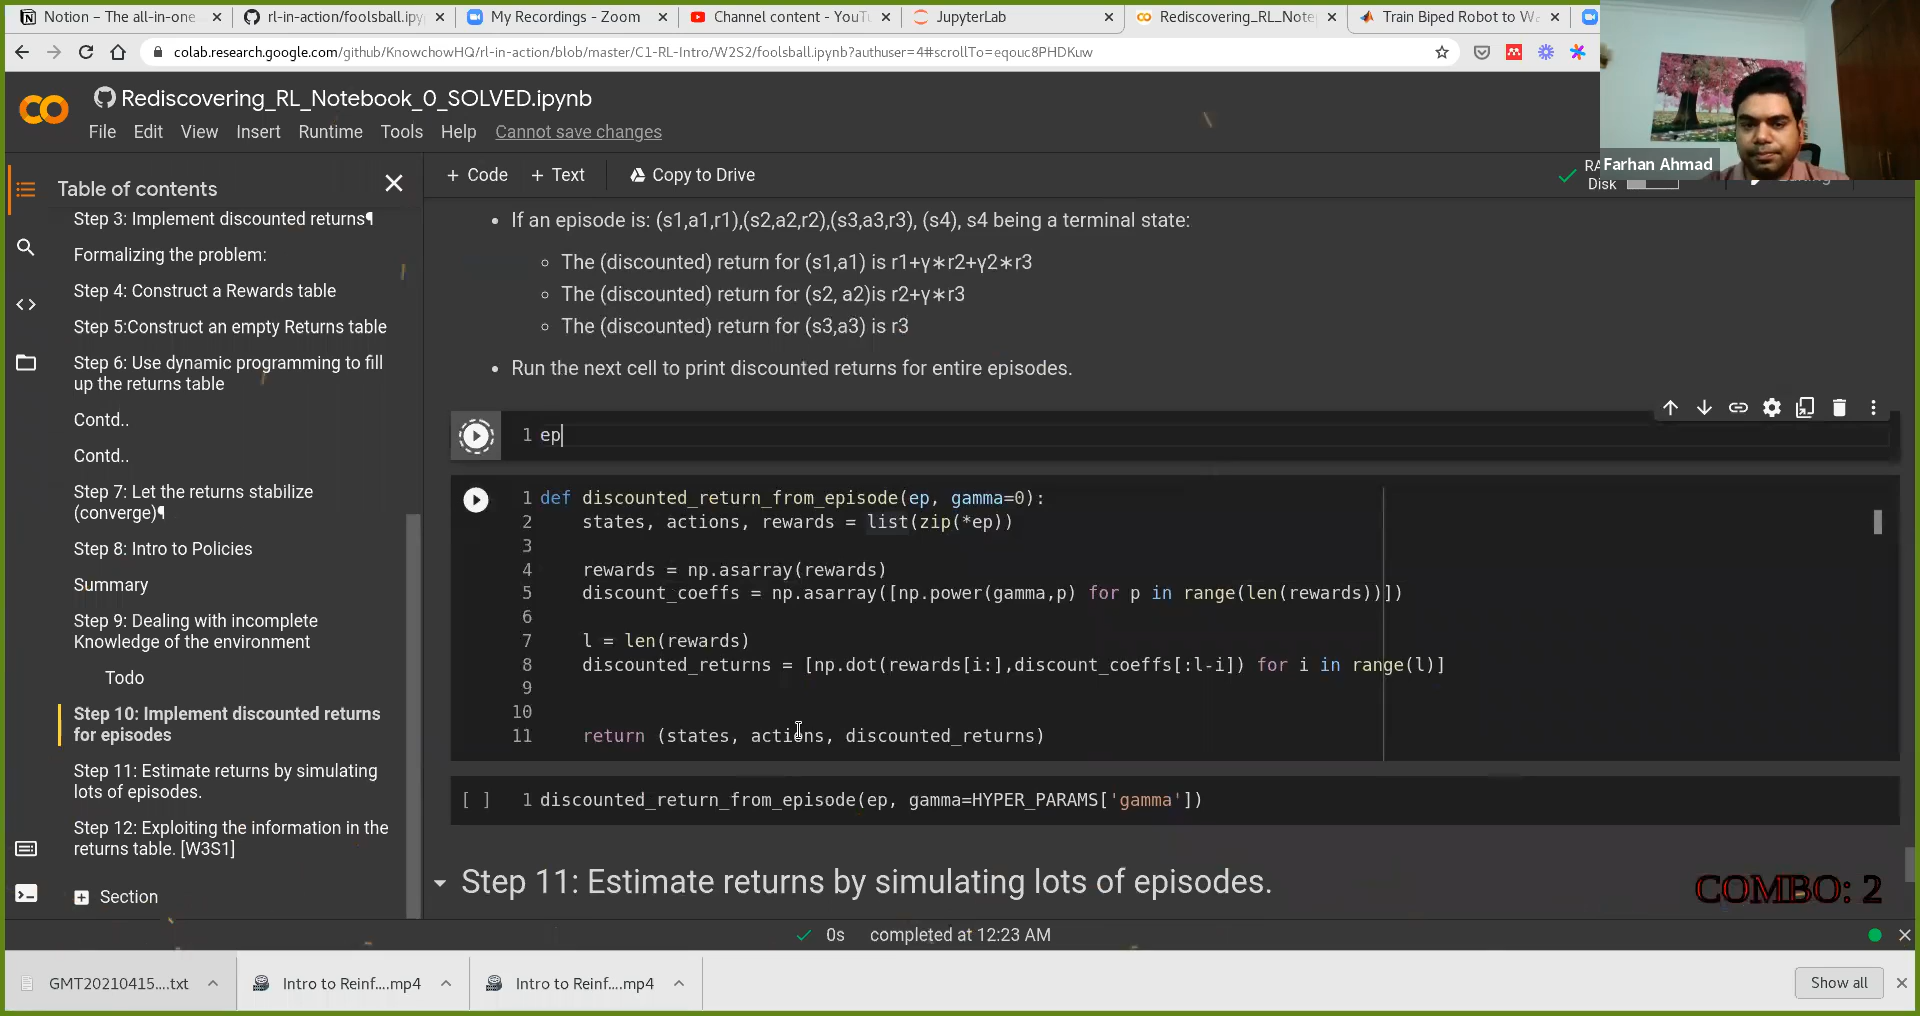 Notion – The all-in-one
rl-in-action/foolsball.ipy
My Recordings - Zoom
Channel content - YouTu
JupyterLab
Rediscovering_RL_Note
Train Biped Robot to Wa
colab.research.google.com/github/KnowchowHQ/rl-in-action/blob/master/C1-RL-Intro/W2S2/foolsball.ipynb?authuser=4#scrollTo=eqouc8PHDKuw
Rediscovering_RL_Notebook_0_SOLVED.ipynb
File Edit View Insert Runtime Tools Help Cannot save changes
Farhan Ahmad
Table of contents
+ Code + Text Copy to Drive
Disk
Step 3: Implement discounted returns¶
Formalizing the problem:
Step 4: Construct a Rewards table
Step 5:Construct an empty Returns table
Step 6: Use dynamic programming to fill
up the returns table
Contd..
Contd..
Step 7: Let the returns stabilize
(converge)¶
Step 8: Intro to Policies
Summary
Step 9: Dealing with incomplete
Knowledge of the environment
Todo
Step 10: Implement discounted returns
for episodes
Step 11: Estimate returns by simulating
lots of episodes.
Step 12: Exploiting the information in the
returns table. [W3S1]
Section
• If an episode is: (s1,a1,r1),(s2,a2,r2),(s3,a3,r3), (s4), s4 being a terminal state:
◦ The (discounted) return for (s1,a1) is r1+γ∗r2+γ2∗r3
◦ The (discounted) return for (s2, a2)is r2+γ∗r3
◦ The (discounted) return for (s3,a3) is r3
• Run the next cell to print discounted returns for entire episodes.
1 ep
1 def discounted_return_from_episode(ep, gamma=0):
2 states, actions, rewards = list(zip(*ep))
3
4 rewards = np.asarray(rewards)
5 discount_coeffs = np.asarray([np.power(gamma,p) for p in range(len(rewards))])
6
7 l = len(rewards)
8 discounted_returns = [np.dot(rewards[i:],discount_coeffs[:l-i]) for i in range(l)]
9
10
11 return (states, actions, discounted_returns)
[ ] 1 discounted_return_from_episode(ep, gamma=HYPER_PARAMS['gamma'])
Step 11: Estimate returns by simulating lots of episodes.
COMBO: 2
0s completed at 12:23 AM
GMT20210415....txt
Intro to Reinf....mp4
Intro to Reinf....mp4
Show all